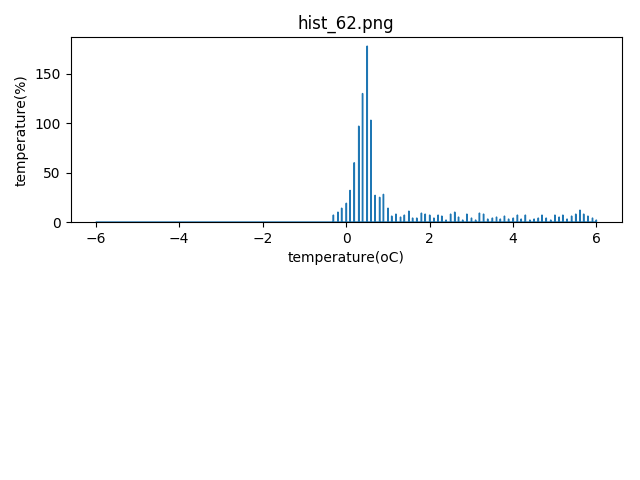 hist_62.png
temperature(%)
150
100
50
0
−6 −4 −2 0 2 4 6
temperature(oC)